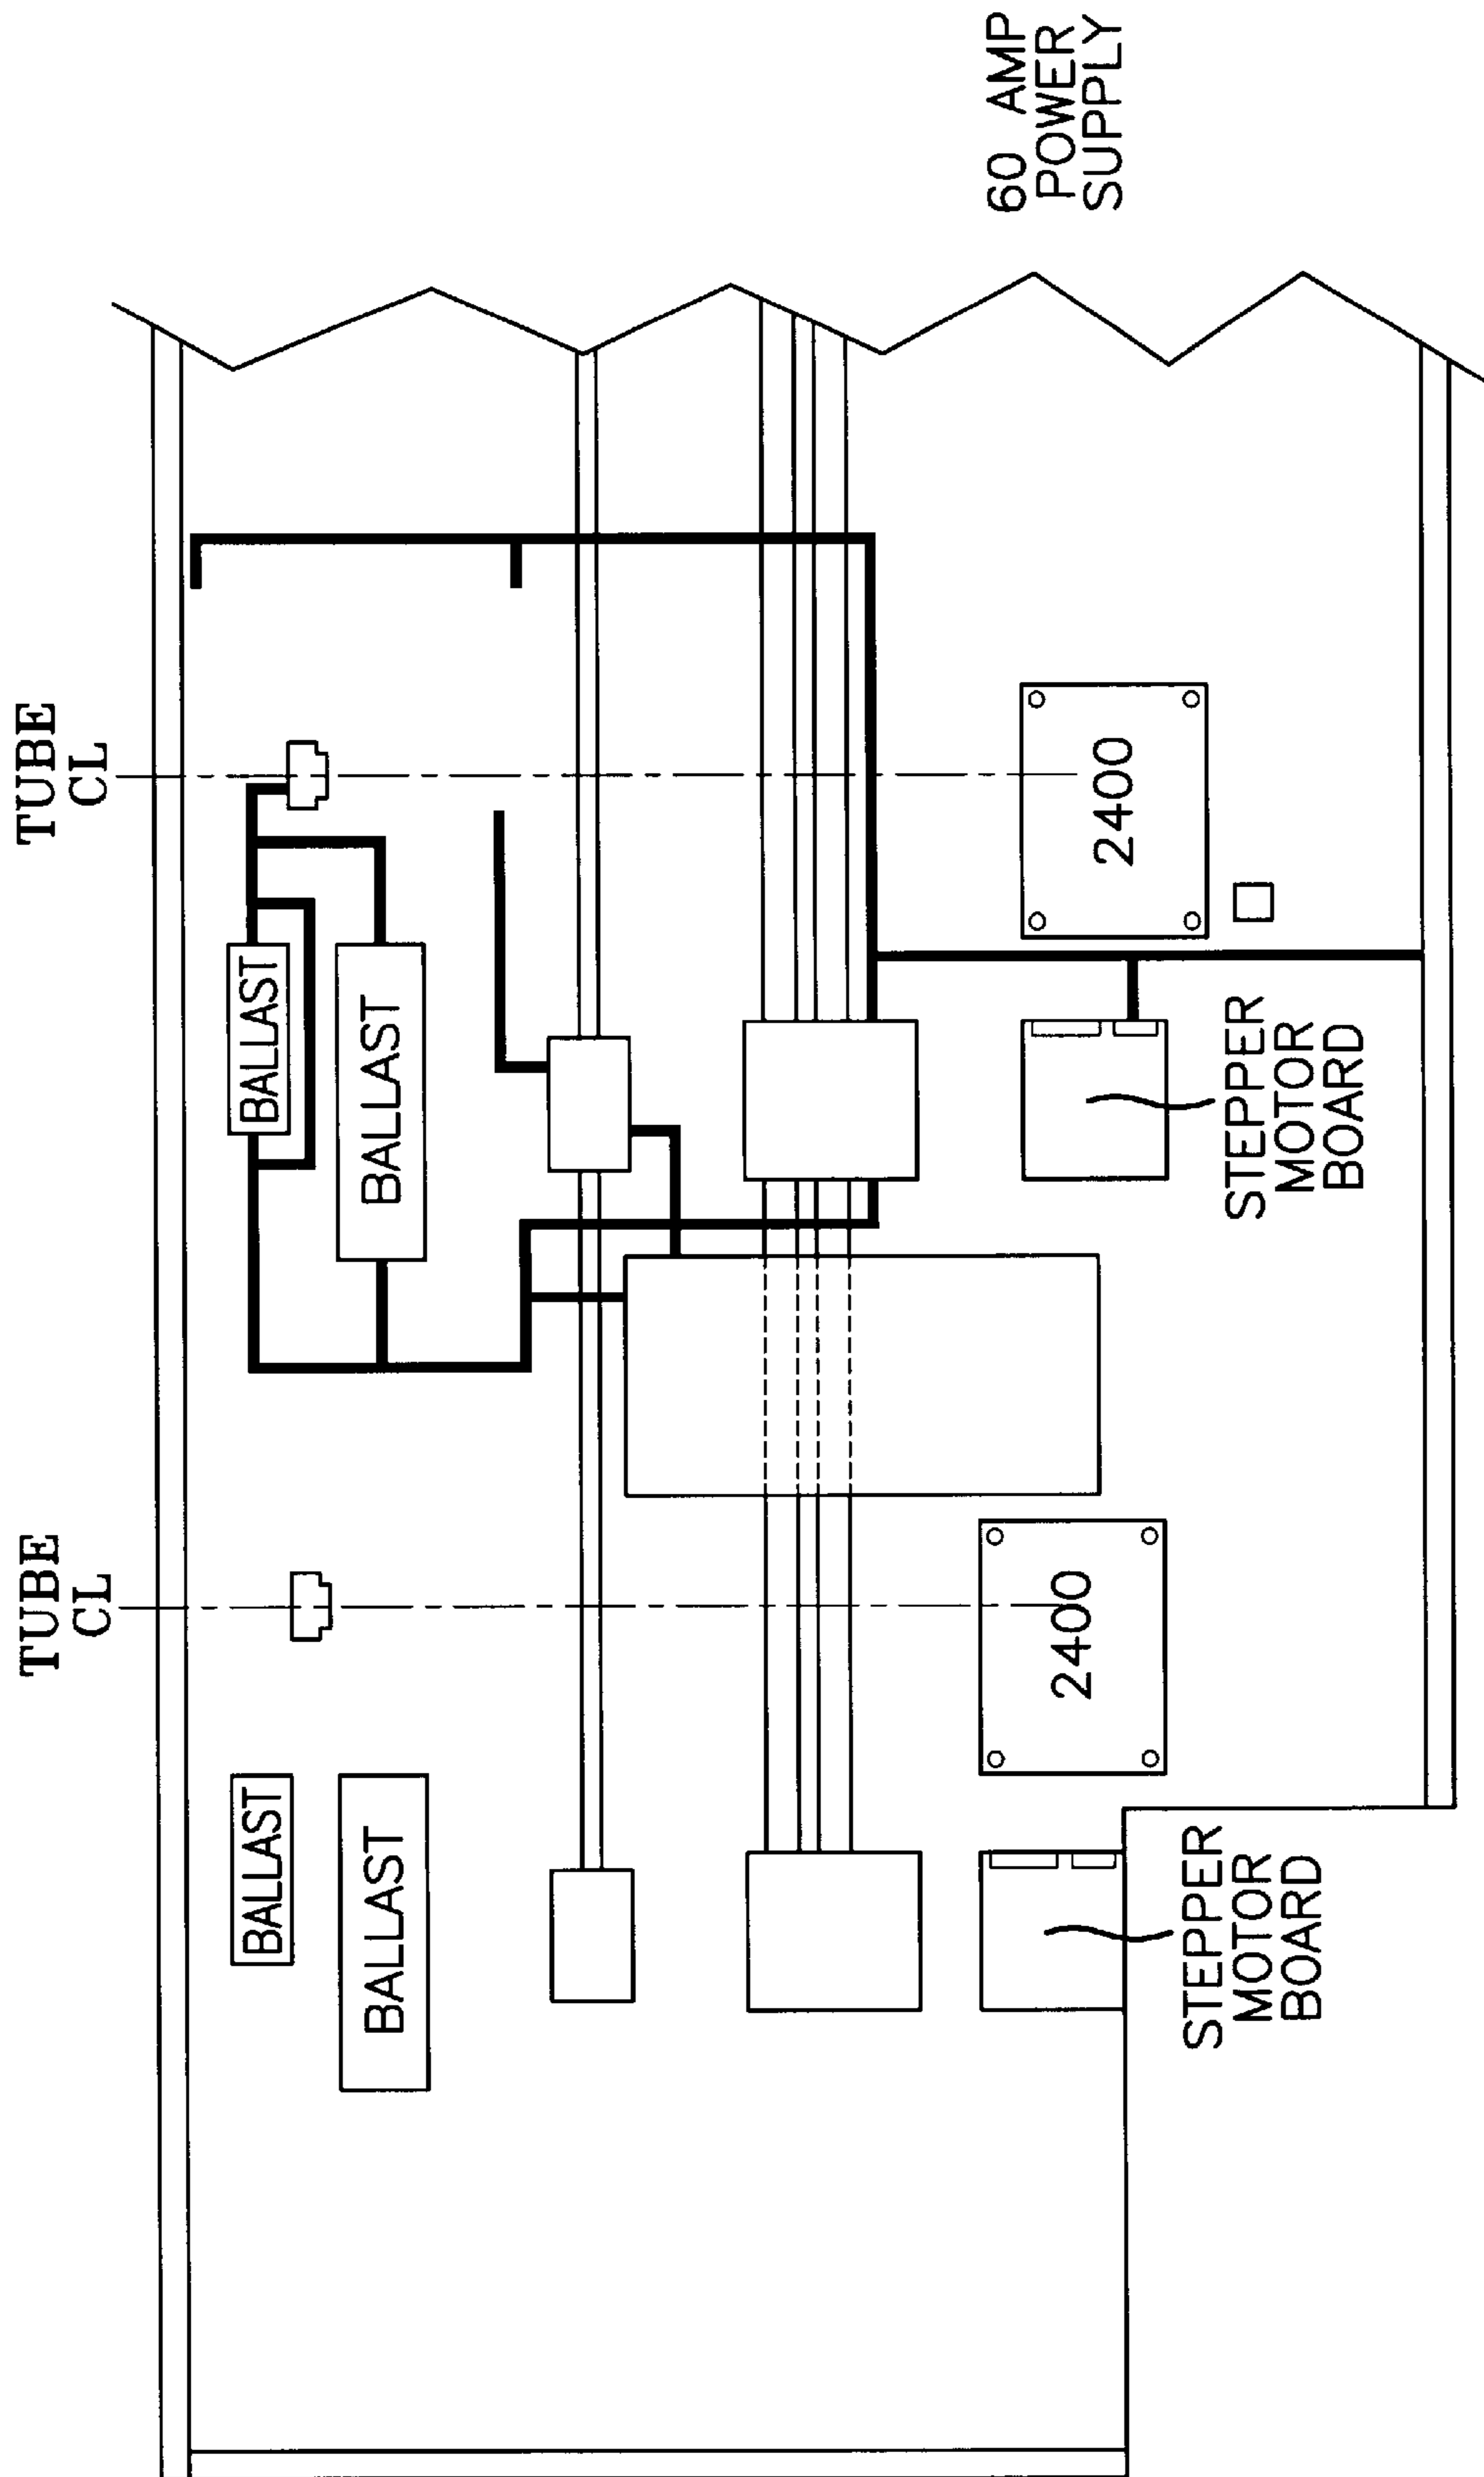 60 AMP
POWER
SUPPLY
TUBE
CL
BALLAST
BALLAST
2400
STEPPER
MOTOR
BOARD
TUBE
CL
BALLAST
BALLAST
2400
STEPPER
MOTOR
BOARD